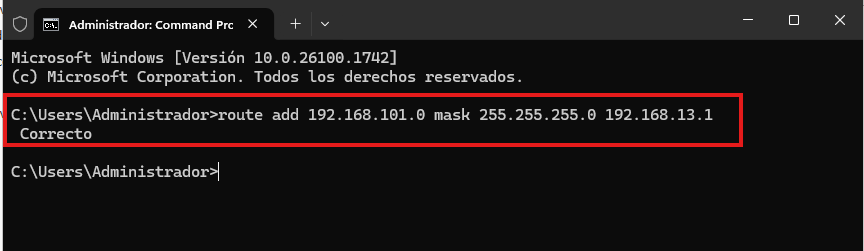 Administrador: Command Pro
Microsoft Windows [Versión 10.0.26100.1742]
(c) Microsoft Corporation. Todos los derechos reservados.
C:\Users\Administrador>route add 192.168.101.0 mask 255.255.255.0 192.168.13.1
Correcto
C:\Users\Administrador>